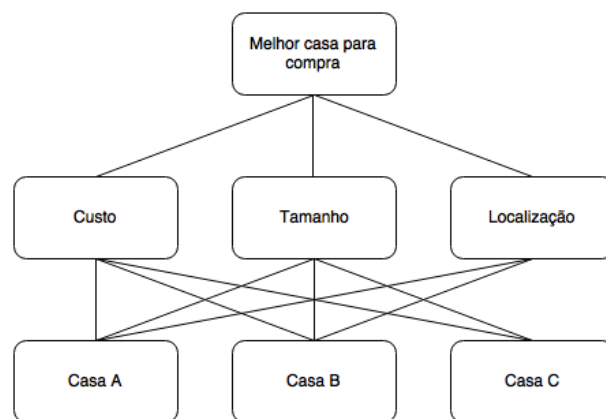 Melhor casa para
compra
Custo
Tamanho
Localização
Casa A
Casa B
Casa C